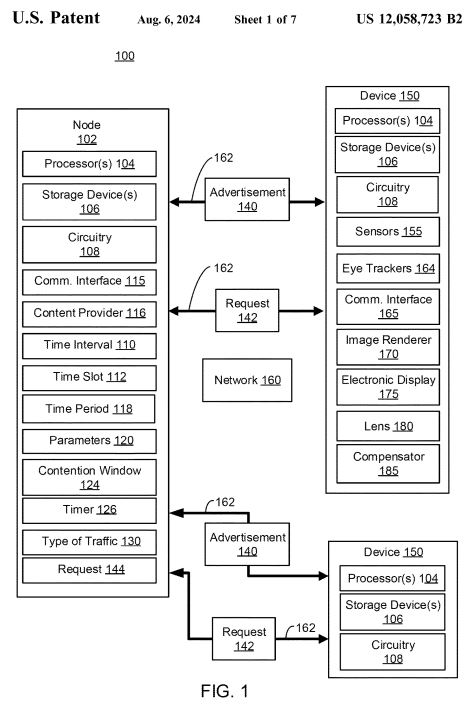 U.S. Patent Aug. 6, 2024 Sheet 1 of 7 US 12,058,723 B2
100
Node
102
Processor(s) 104
Storage Device(s)
106
Circuitry
108
Comm. Interface 115
Content Provider 116
Time Interval 110
Time Slot 112
Time Period 118
Parameters 120
Contention Window
124
Timer 126
Type of Traffic 130
Request 144
162
Advertisement
140
162
Request
142
Network 160
162
Advertisement
140
Request
142
162
Device 150
Processor(s) 104
Storage Device(s)
106
Circuitry
108
Sensors 155
Eye Trackers 164
Comm. Interface
165
Image Renderer
170
Electronic Display
175
Lens 180
Compensator
185
Device 150
Processor(s) 104
Storage Device(s)
106
Circuitry
108
FIG. 1